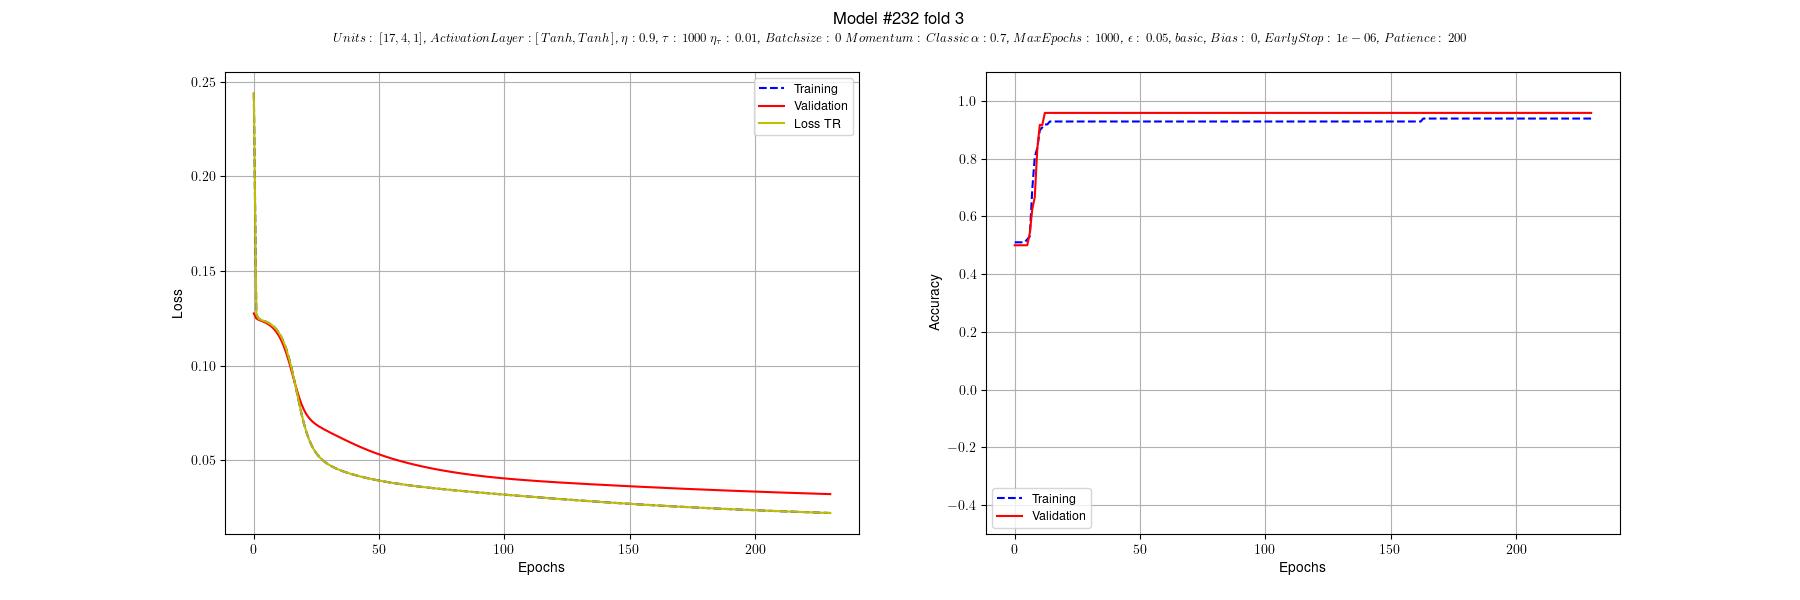 Model #232 fold 3
Units : [17, 4, 1], ActivationLayer : [Tanh, Tanh], η : 0.9, τ : 1000 η_τ : 0.01, Batchsize : 0 Momentum : Classic α : 0.7, MaxEpochs : 1000, ϵ : 0.05, basic, Bias : 0, EarlyStop : 1e − 06, Patience : 200
0.25
0.20
0.15
0.10
0.05
Loss
0 50 100 150 200
Epochs
Training
Validation
Loss TR
1.0
0.8
0.6
0.4
0.2
0.0
−0.2
−0.4
Accuracy
Training
Validation
0 50 100 150 200
Epochs